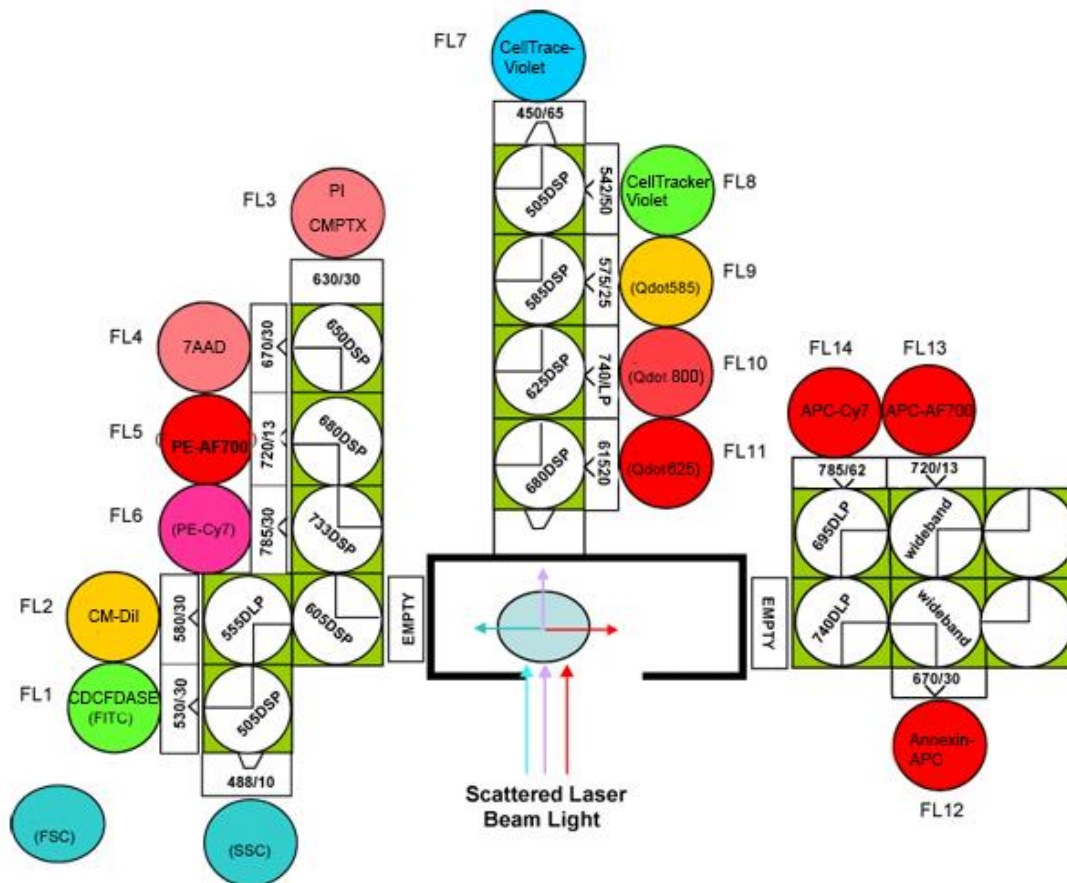 FL7
CellTrace-
Violet
450/65
505DSP
542/50
CellTracker
Violet
FL8
585DSP
575/25
(Qdot585)
FL9
625DSP
740/LP
(Qdot 800)
FL10
680DSP
61520
(Qdot625)
FL11
FL3
PI
CMPTX
630/30
FL4
7AAD
670/30
650DSP
FL5
PE-AF700
720/13
680DSP
FL6
(PE-Cy7)
785/30
733DSP
FL2
CM-DiI
580/30
555DLP
605DSP
EMPTY
FL1
CDCFDASE
(FITC)
530/30
505DSP
488/10
(FSC)
(SSC)
Scattered Laser
Beam Light
FL14
FL13
APC-Cy7
APC-AF700
785/62
720/13
695DLP
wideband
EMPTY
740DLP
wideband
670/30
Annexin-
APC
FL12